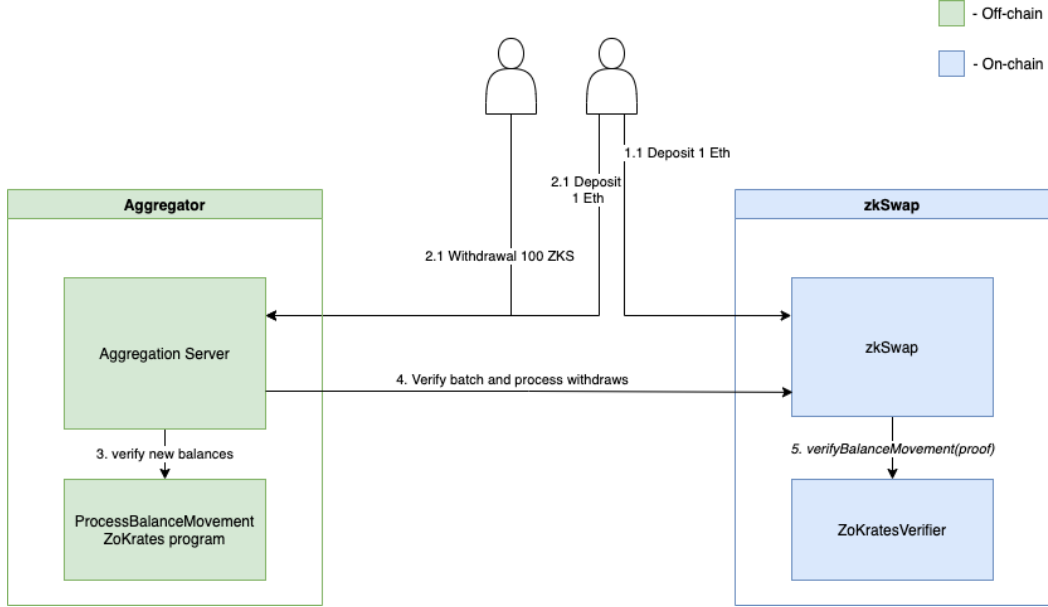 - Off-chain
- On-chain
1.1 Deposit 1 Eth
2.1 Deposit
1 Eth
Aggregator
zkSwap
2.1 Withdrawal 100 ZKS
Aggregation Server
zkSwap
4. Verify batch and process withdraws
3. verify new balances
5. verifyBalanceMovement(proof)
ProcessBalanceMovement
ZoKrates program
ZoKratesVerifier